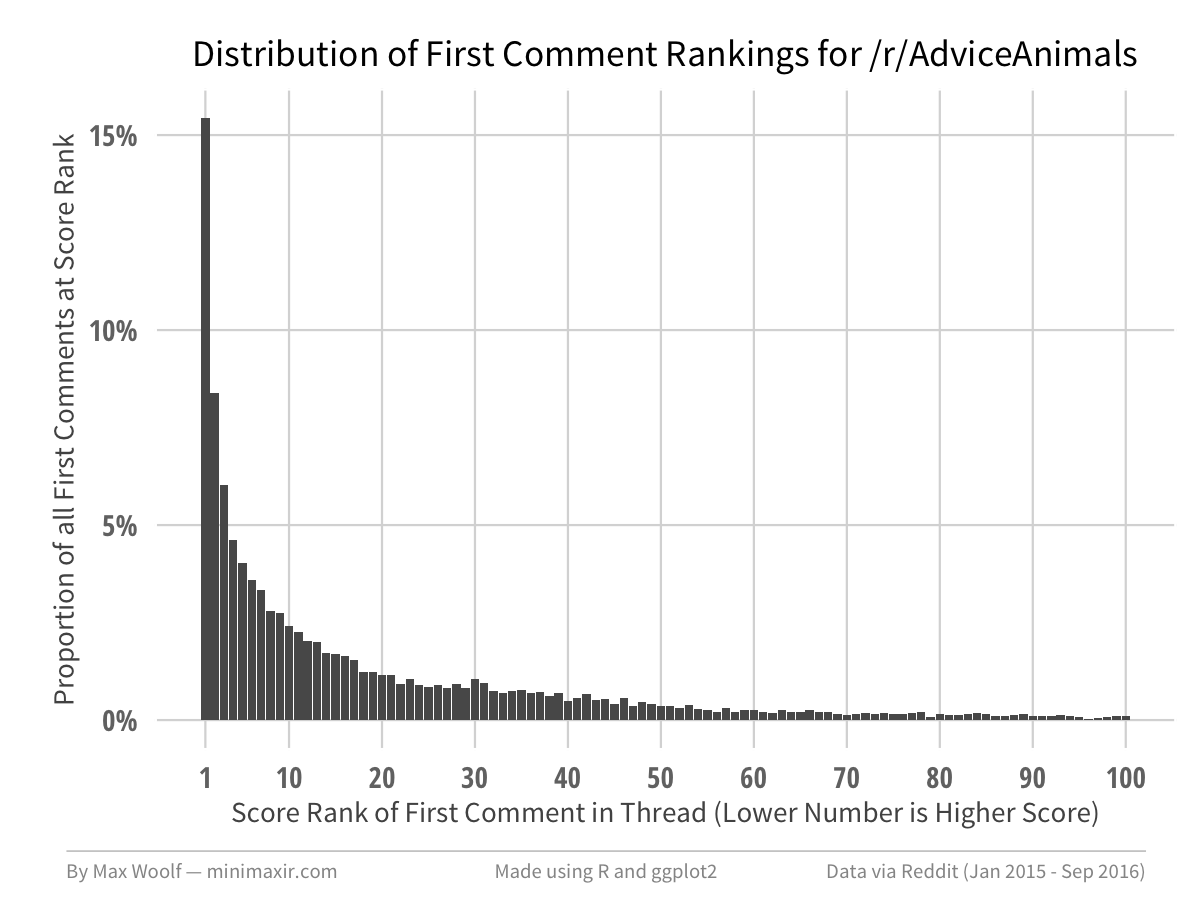 Distribution of First Comment Rankings for /r/AdviceAnimals
Proportion of all First Comments at Score Rank
15%
10%
5%
0%
1 10 20 30 40 50 60 70 80 90 100
Score Rank of First Comment in Thread (Lower Number is Higher Score)
By Max Woolf — minimaxir.com Made using R and ggplot2 Data via Reddit (Jan 2015 - Sep 2016)